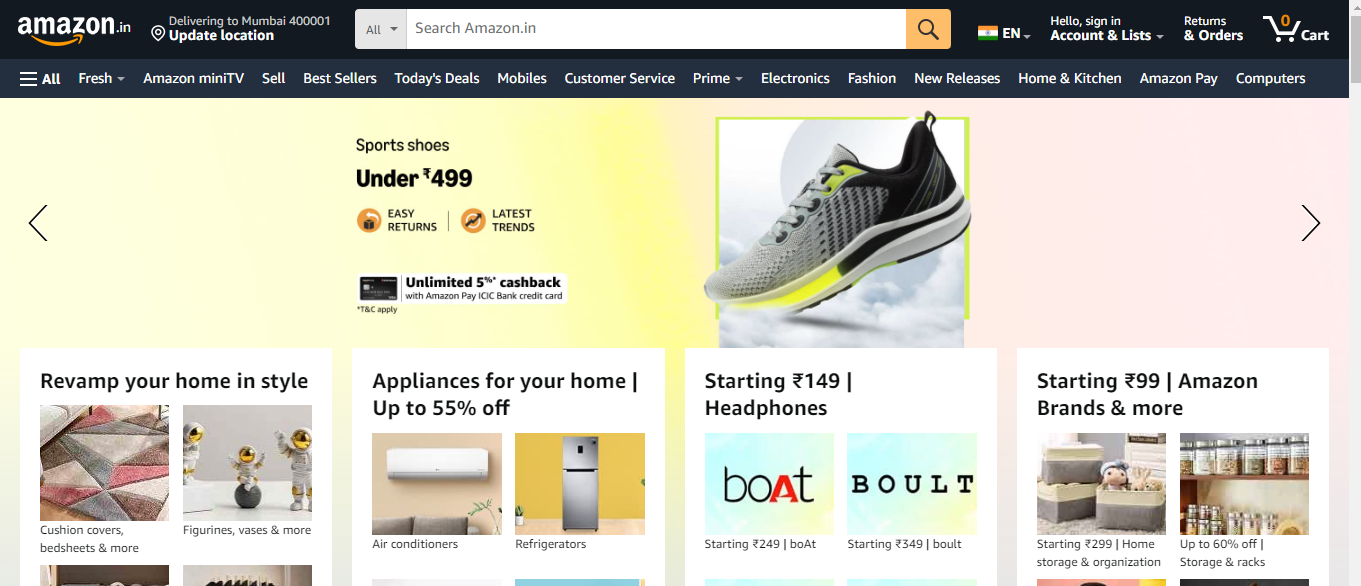 amazon.in
Delivering to Mumbai 400001
Update location
All
Search Amazon.in
EN
Hello, sign in
Account & Lists
Returns
& Orders
0
Cart
All
Fresh
Amazon miniTV
Sell
Best Sellers
Today's Deals
Mobiles
Customer Service
Prime
Electronics
Fashion
New Releases
Home & Kitchen
Amazon Pay
Computers
Sports shoes
Under ₹499
EASY
RETURNS
LATEST
TRENDS
Unlimited 5%* cashback
with Amazon Pay ICIC Bank credit card
*T&C apply
Revamp your home in style
Cushion covers,
bedsheets & more
Figurines, vases & more
Appliances for your home |
Up to 55% off
Air conditioners
Refrigerators
Starting ₹149 |
Headphones
boAt
BOULT
Starting ₹249 | boAt
Starting ₹349 | boult
Starting ₹99 | Amazon
Brands & more
Starting ₹299 | Home
storage & organization
Up to 60% off |
Storage & racks